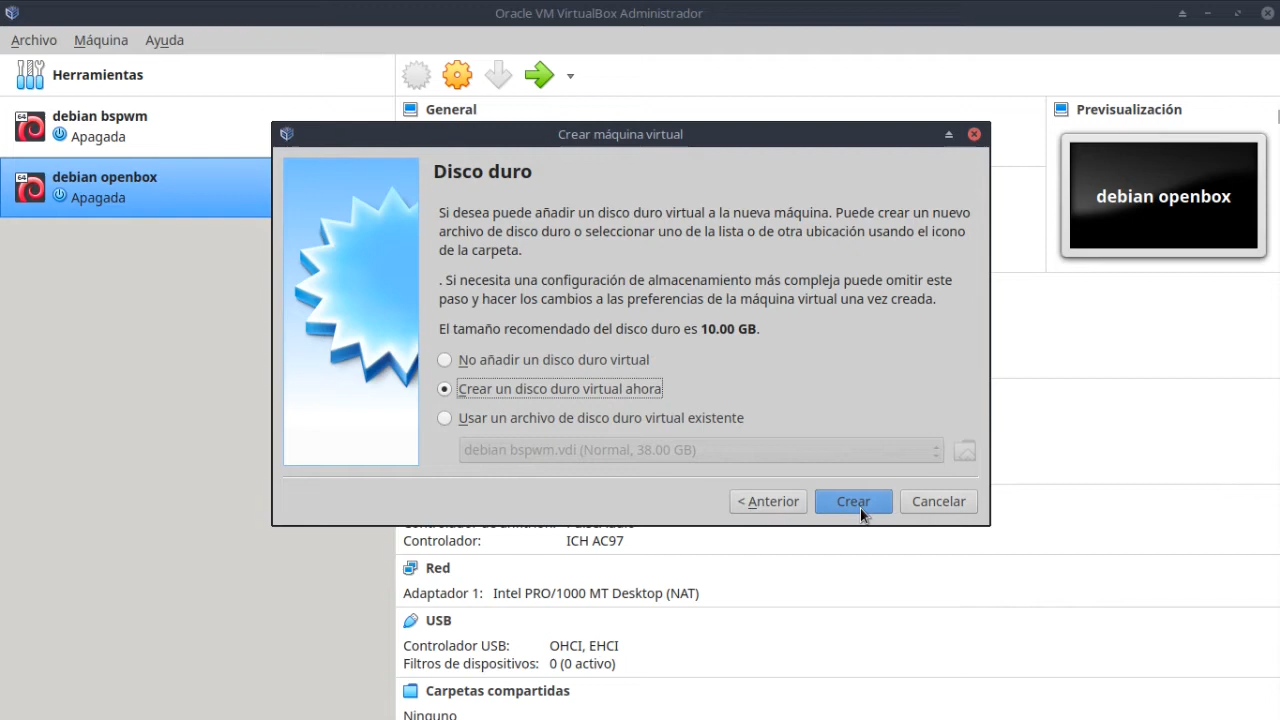 Oracle VM VirtualBox Administrador
Archivo Máquina Ayuda
Herramientas
64
debian bspwm
Apagada
64
debian openbox
Apagada
General
Previsualización
debian openbox
Crear máquina virtual
Disco duro
Si desea puede añadir un disco duro virtual a la nueva máquina. Puede crear un nuevo
archivo de disco duro o seleccionar uno de la lista o de otra ubicación usando el icono
de la carpeta.
. Si necesita una configuración de almacenamiento más compleja puede omitir este
paso y hacer los cambios a las preferencias de la máquina virtual una vez creada.
El tamaño recomendado del disco duro es 10.00 GB.
No añadir un disco duro virtual
Crear un disco duro virtual ahora
Usar un archivo de disco duro virtual existente
debian bspwm.vdi (Normal, 38.00 GB)
< Anterior Crear Cancelar
Controlador: ICH AC97
Red
Adaptador 1: Intel PRO/1000 MT Desktop (NAT)
USB
Controlador USB: OHCI, EHCI
Filtros de dispositivos: 0 (0 activo)
Carpetas compartidas
Ninguno